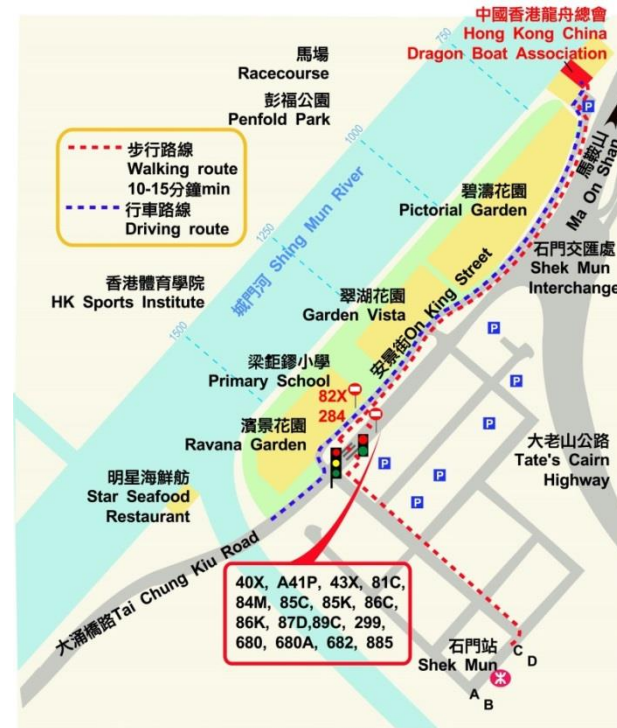 中國香港龍舟總會
Hong Kong China
Dragon Boat Association
750
馬場
Racecourse
彭福公園
Penfold Park
1000
步行路線
Walking route
10-15分鐘min
行車路線
Driving route
馬鞍山
Ma On Shan
碧濤花園
Pictorial Garden
1250
城門河 Shing Mun River
香港體育學院
HK Sports Institute
石門交匯處
Shek Mun
Interchange
翠湖花園
Garden Vista
安景街On King Street
1500
梁鉅鏐小學
Primary School
82X
284
濱景花園
Ravana Garden
大老山公路
Tate's Cairn
Highway
明星海鮮舫
Star Seafood
Restaurant
大涌橋路Tai Chung Kiu Road
40X, A41P, 43X, 81C,
84M, 85C, 85K, 86C,
86K, 87D,89C, 299,
680, 680A, 682, 885
石門站
Shek Mun
C
D
A
B
P
P
P
P
P
P
P